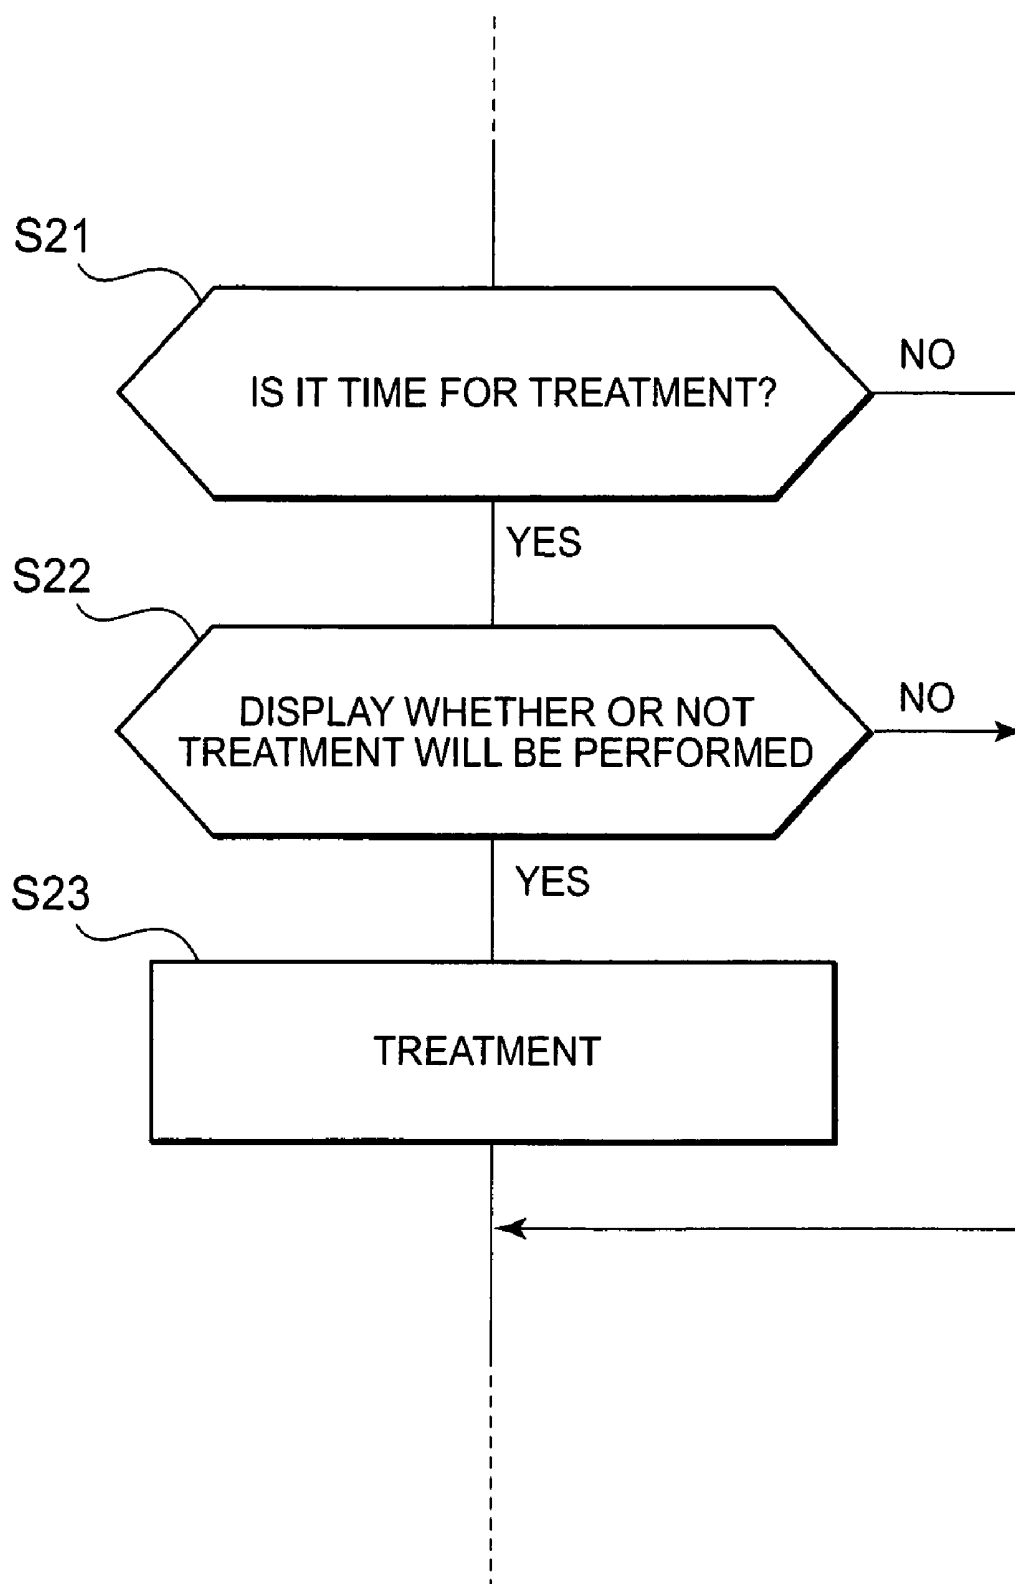 S21
IS IT TIME FOR TREATMENT?
NO
YES
S22
DISPLAY WHETHER OR NOT
TREATMENT WILL BE PERFORMED
NO
YES
S23
TREATMENT